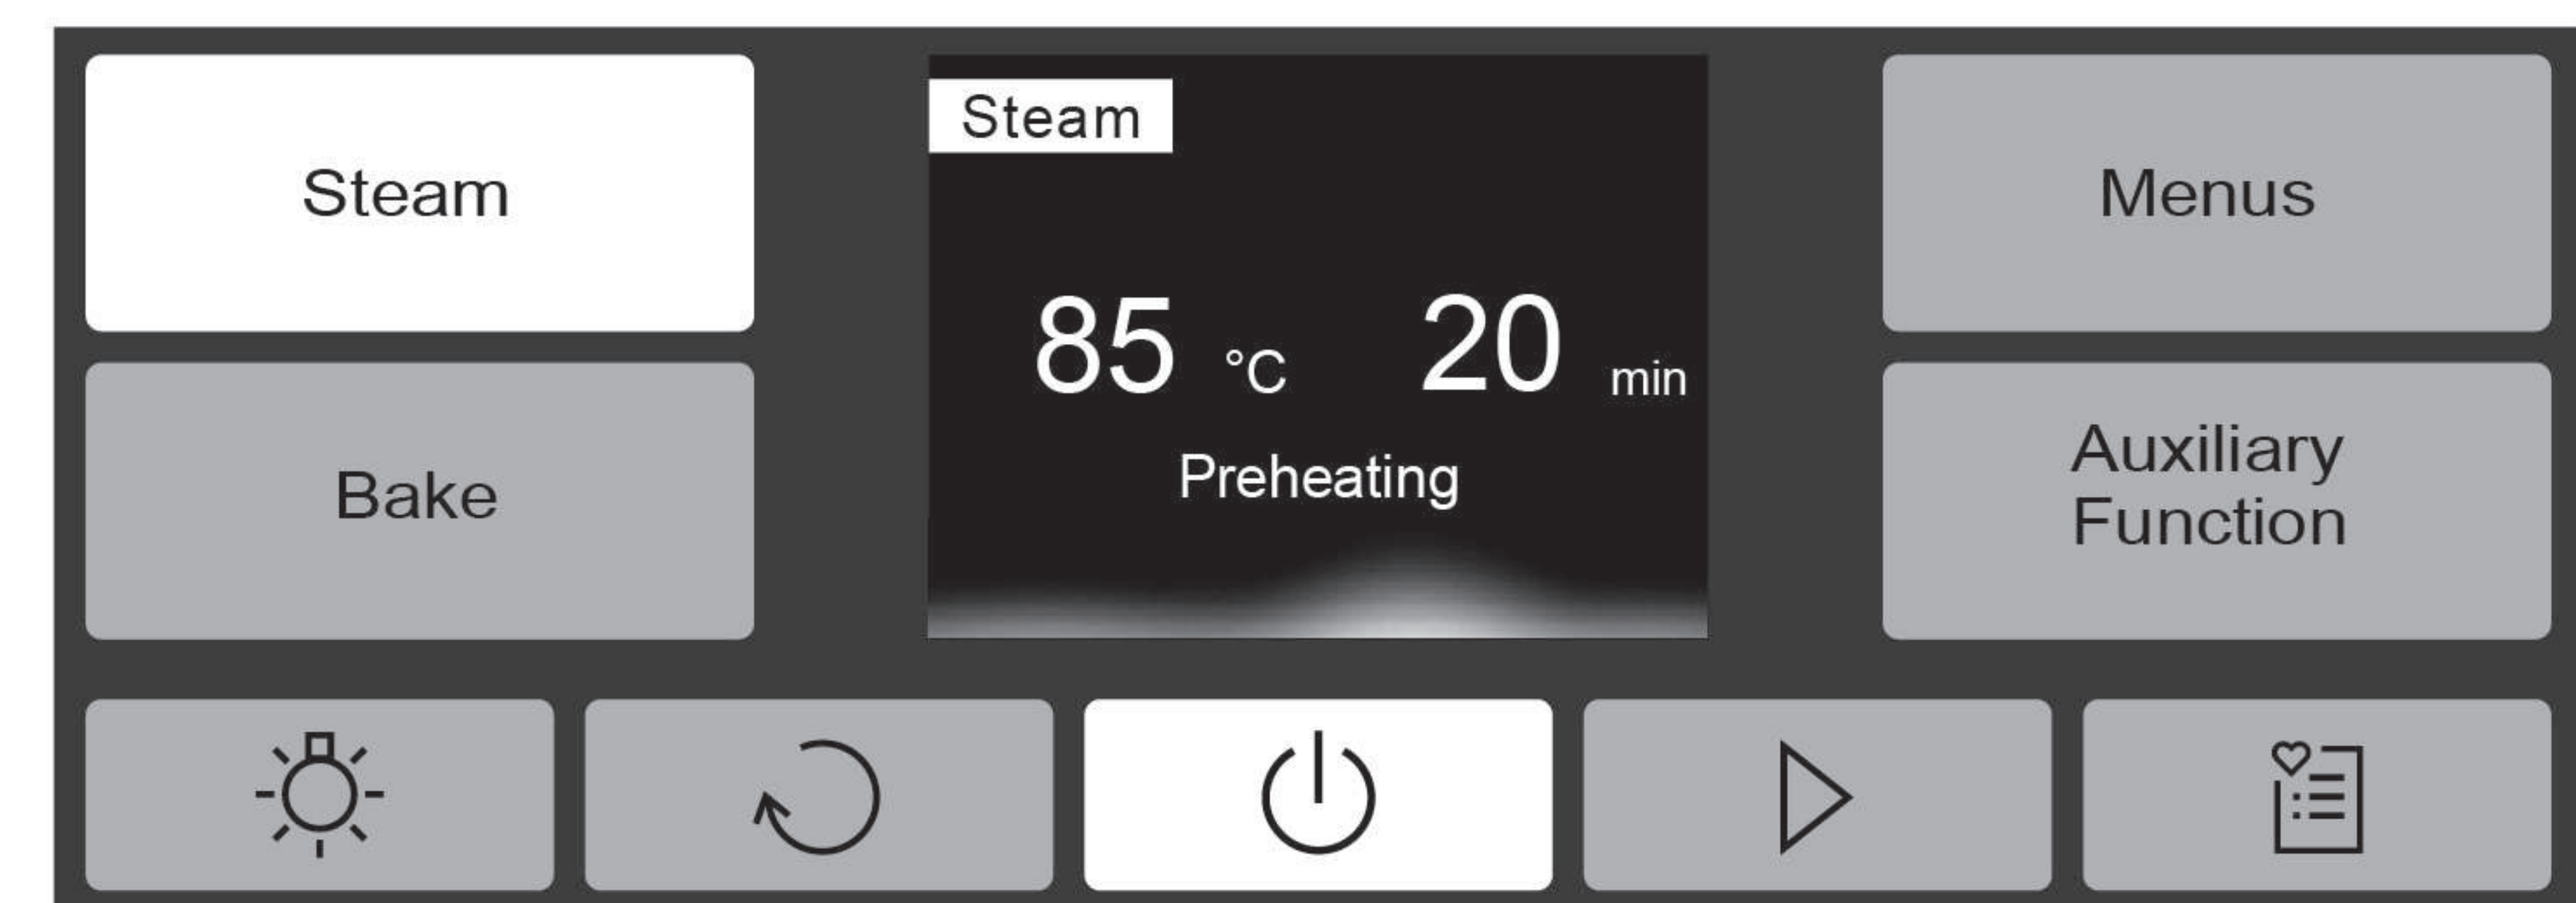 Steam
Steam
Menus
85 °C 20 min
Preheating
Bake
Auxiliary
Function